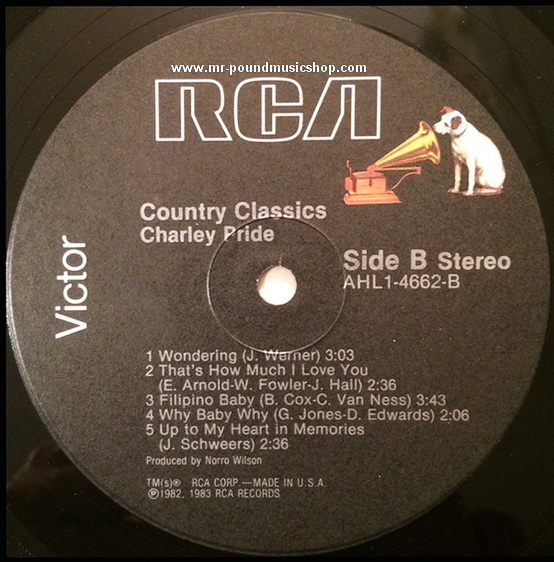 www.mr-poundmusicshop.com
RCA
Country Classics
Charley Pride
Victor
Side B Stereo
AHL1-4662-B
1 Wondering (J. Werner) 3:03
2 That's How Much I Love You
(E. Arnold-W. Fowler-J. Hall) 2:36
3 Filipino Baby (B. Cox-C. Van Ness) 3:43
4 Why Baby Why (G. Jones-D. Edwards) 2:06
5 Up to My Heart in Memories
(J. Schweers) 2:36
Produced by Norro Wilson
TM(s)® RCA CORP.—MADE IN U.S.A.
℗1982, 1983 RCA RECORDS